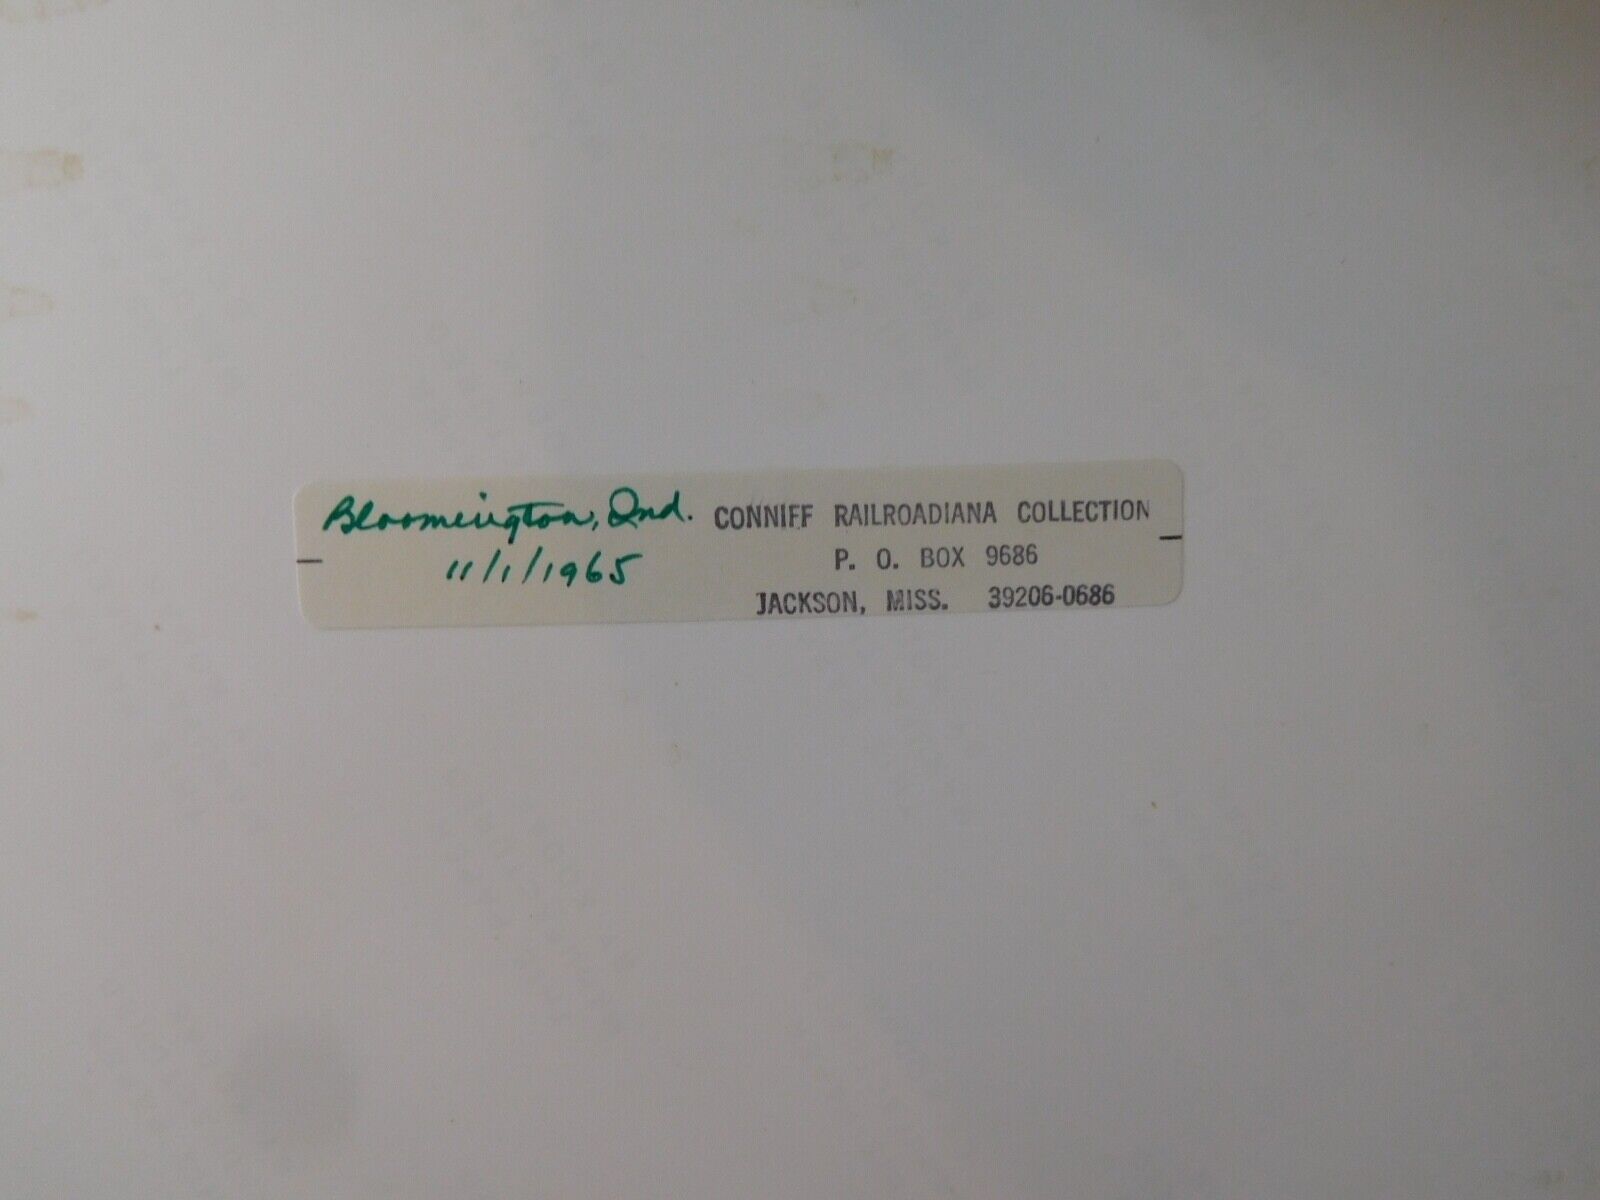 Bloomington, Ind.
11/1/1965
CONNIFF RAILROADIANA COLLECTION
P. O. BOX 9686
JACKSON, MISS. 39206-0686